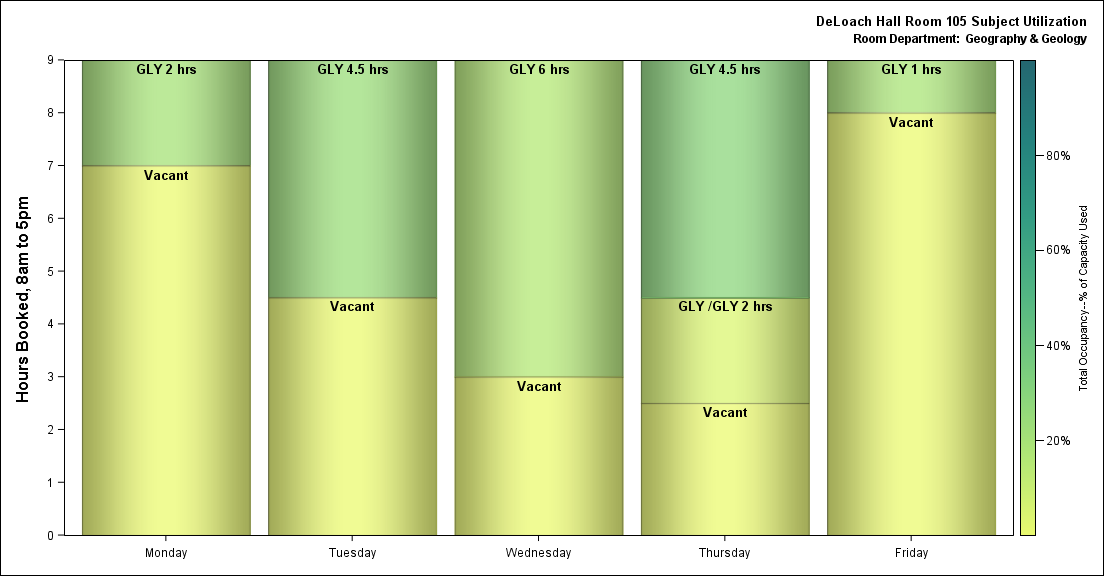 DeLoach Hall Room 105 Subject Utilization
Room Department: Geography & Geology
Hours Booked, 8am to 5pm
9
8
7
6
5
4
3
2
1
0
GLY 2 hrs
Vacant
GLY 4.5 hrs
Vacant
GLY 6 hrs
Vacant
GLY 4.5 hrs
GLY /GLY 2 hrs
Vacant
GLY 1 hrs
Vacant
Monday
Tuesday
Wednesday
Thursday
Friday
80%
60%
40%
20%
Total Occupancy--% of Capacity Used